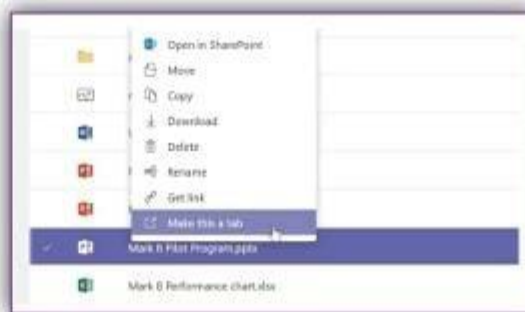 Open in SharePoint
Move
Copy
Download
Delete
Rename
Get link
Make this a tab
Mark 8 Pilot Program.pptx
Mark 8 Performance chart.xlsx